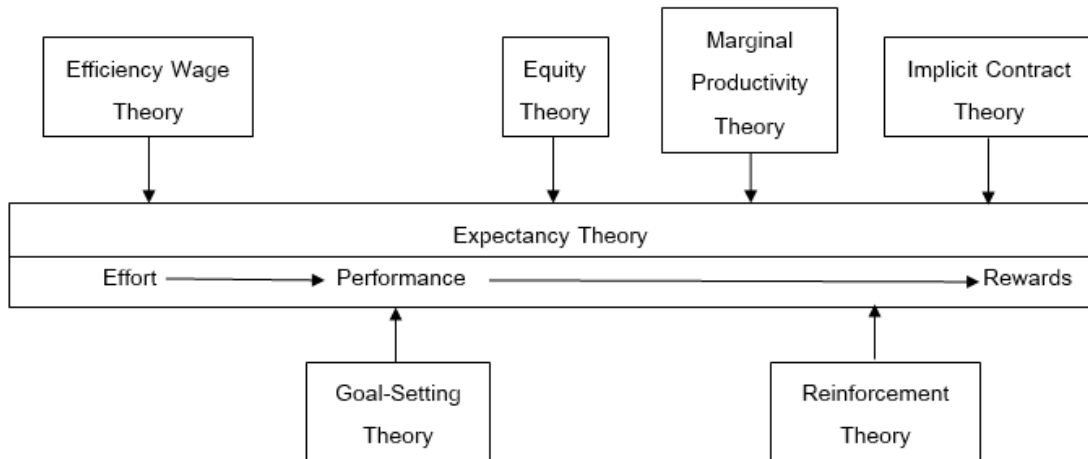 Efficiency Wage
Theory
Equity
Theory
Marginal
Productivity
Theory
Implicit Contract
Theory
Expectancy Theory
Effort
Performance
Rewards
Goal-Setting
Theory
Reinforcement
Theory